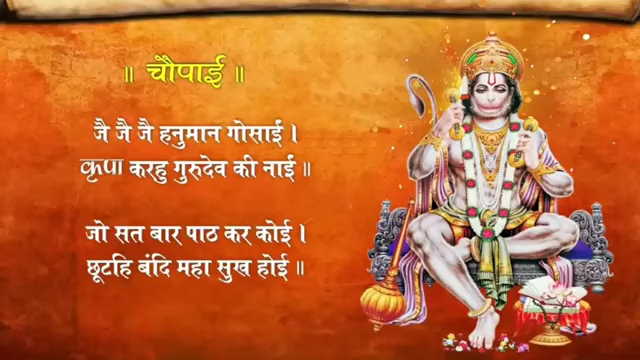 ॥ चौपाई ॥
जै जै जै हनुमान गोसाईं ।
कृपा करहु गुरुदेव की नाईं ॥
जो सत बार पाठ कर कोई ।
छूटहि बंदि महा सुख होई ॥